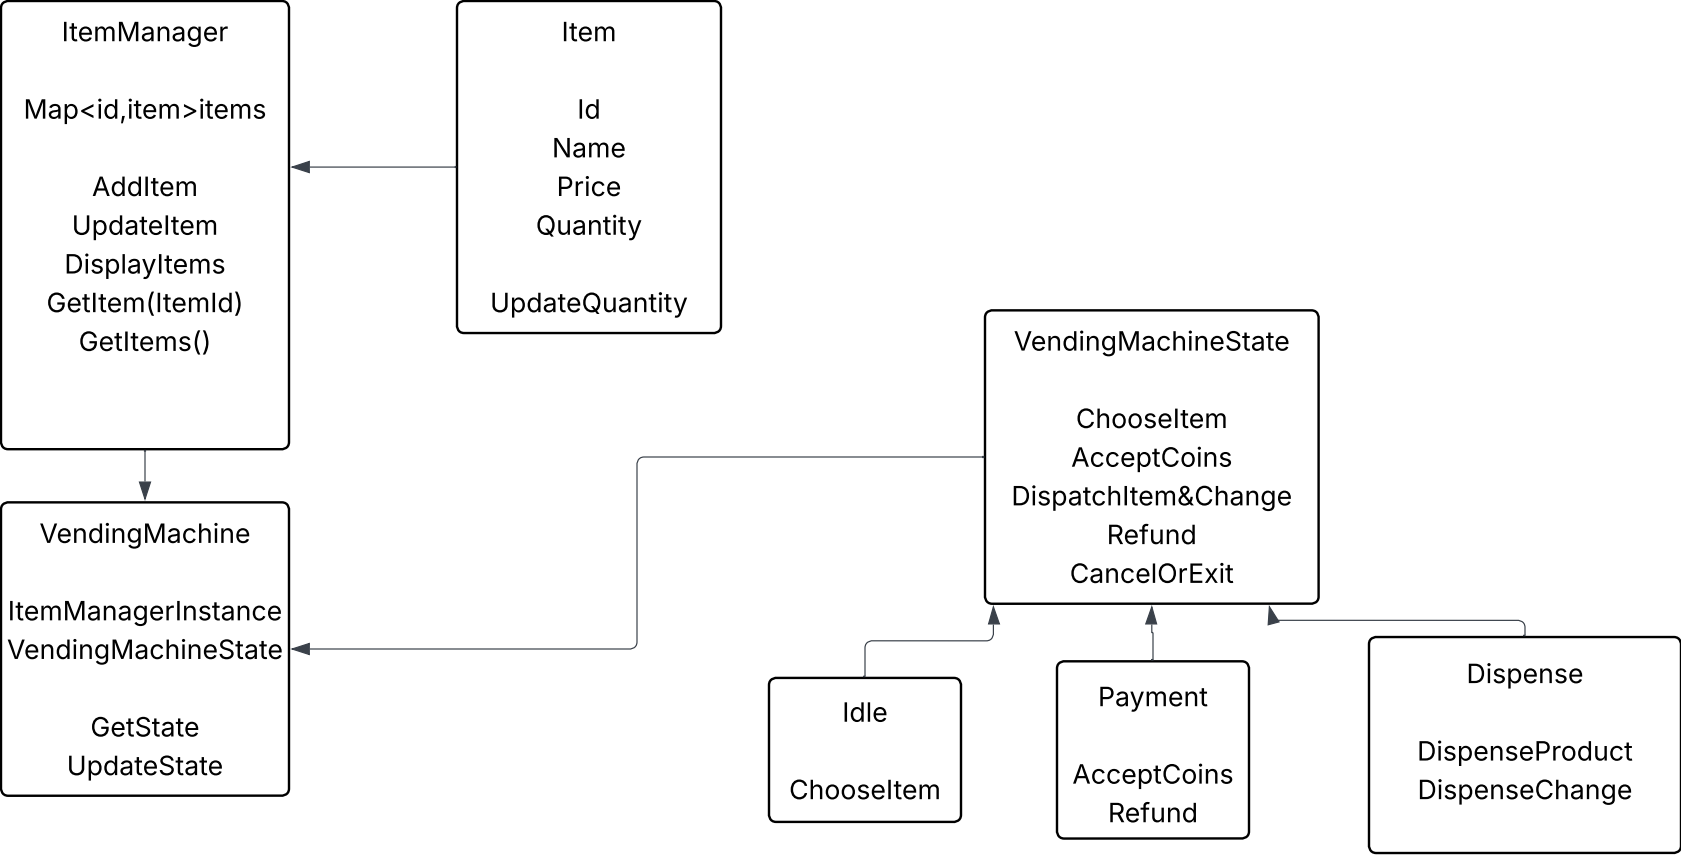 ItemManager
Map<id,item>items
AddItem
UpdateItem
DisplayItems
GetItem(ItemId)
GetItems()
Item
Id
Name
Price
Quantity
UpdateQuantity
VendingMachineState
ChooseItem
AcceptCoins
DispatchItem&Change
Refund
CancelOrExit
VendingMachine
ItemManagerInstance
VendingMachineState
GetState
UpdateState
Idle
ChooseItem
Payment
AcceptCoins
Refund
Dispense
DispenseProduct
DispenseChange